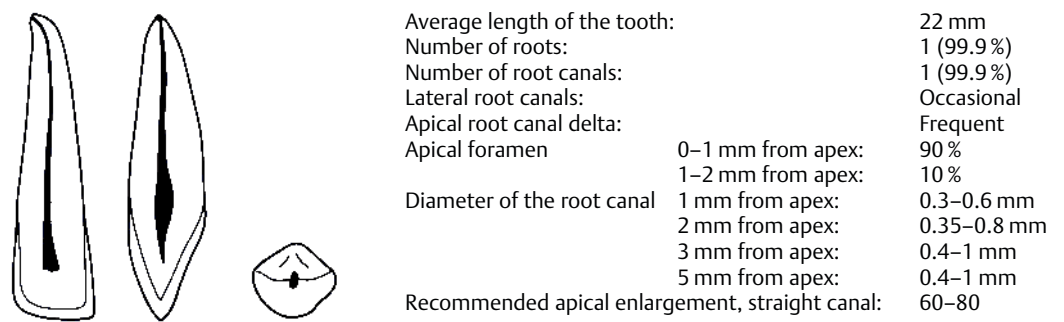 Average length of the tooth: 22 mm
Number of roots: 1 (99.9 %)
Number of root canals: 1 (99.9 %)
Lateral root canals: Occasional
Apical root canal delta: Frequent
Apical foramen 0–1 mm from apex: 90 %
1–2 mm from apex: 10 %
Diameter of the root canal 1 mm from apex: 0.3–0.6 mm
2 mm from apex: 0.35–0.8 mm
3 mm from apex: 0.4–1 mm
5 mm from apex: 0.4–1 mm
Recommended apical enlargement, straight canal: 60–80